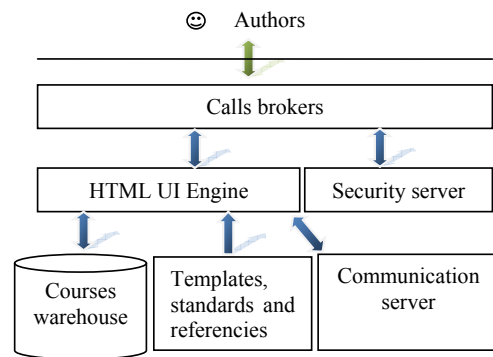 ☺ Authors
Calls brokers
HTML UI Engine
Security server
Courses
warehouse
Templates,
standards and
referencies
Communication
server